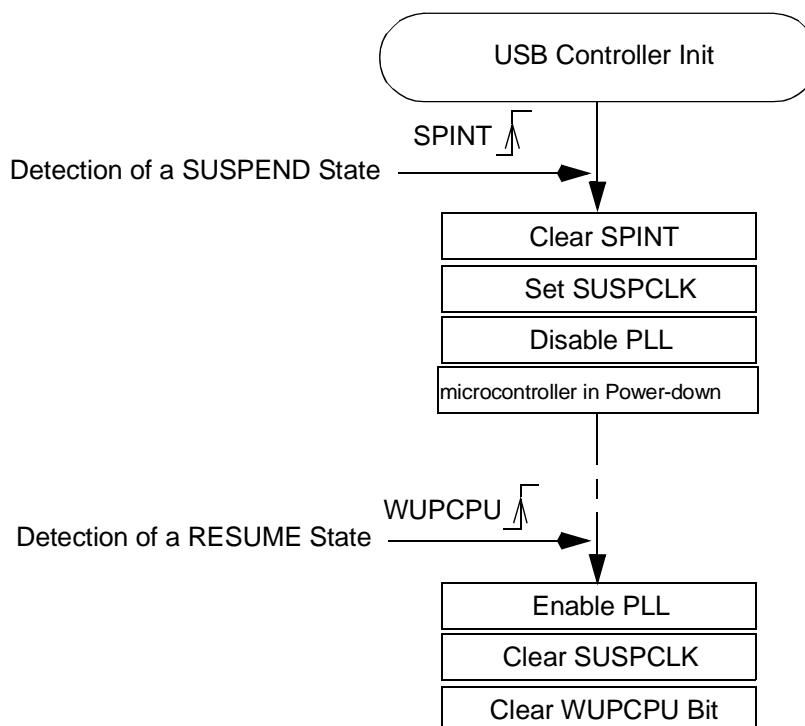 USB Controller Init
SPINT
Detection of a SUSPEND State
Clear SPINT
Set SUSPCLK
Disable PLL
microcontroller in Power-down
WUPCPU
Detection of a RESUME State
Enable PLL
Clear SUSPCLK
Clear WUPCPU Bit